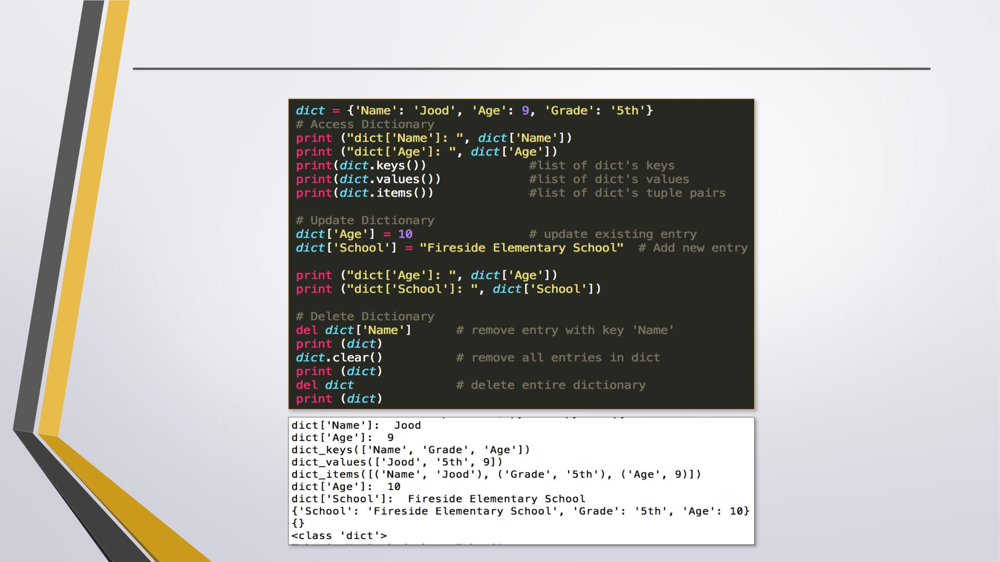 dict = {'Name': 'Jood', 'Age': 9, 'Grade': '5th'}
# Access Dictionary
print ("dict['Name']: ", dict['Name'])
print ("dict['Age']: ", dict['Age'])
print(dict.keys())              #list of dict's keys
print(dict.values())            #list of dict's values
print(dict.items())             #list of dict's tuple pairs
# Update Dictionary
dict['Age'] = 10                # update existing entry
dict['School'] = "Fireside Elementary School"  # Add new entry
print ("dict['Age']: ", dict['Age'])
print ("dict['School']: ", dict['School'])
# Delete Dictionary
del dict['Name']      # remove entry with key 'Name'
print (dict)
dict.clear()          # remove all entries in dict
print (dict)
del dict              # delete entire dictionary
print (dict)
dict['Name']:  Jood
dict['Age']:  9
dict_keys(['Name', 'Grade', 'Age'])
dict_values(['Jood', '5th', 9])
dict_items([('Name', 'Jood'), ('Grade', '5th'), ('Age', 9)])
dict['Age']:  10
dict['School']:  Fireside Elementary School
{'School': 'Fireside Elementary School', 'Grade': '5th', 'Age': 10}
{}
<class 'dict'>